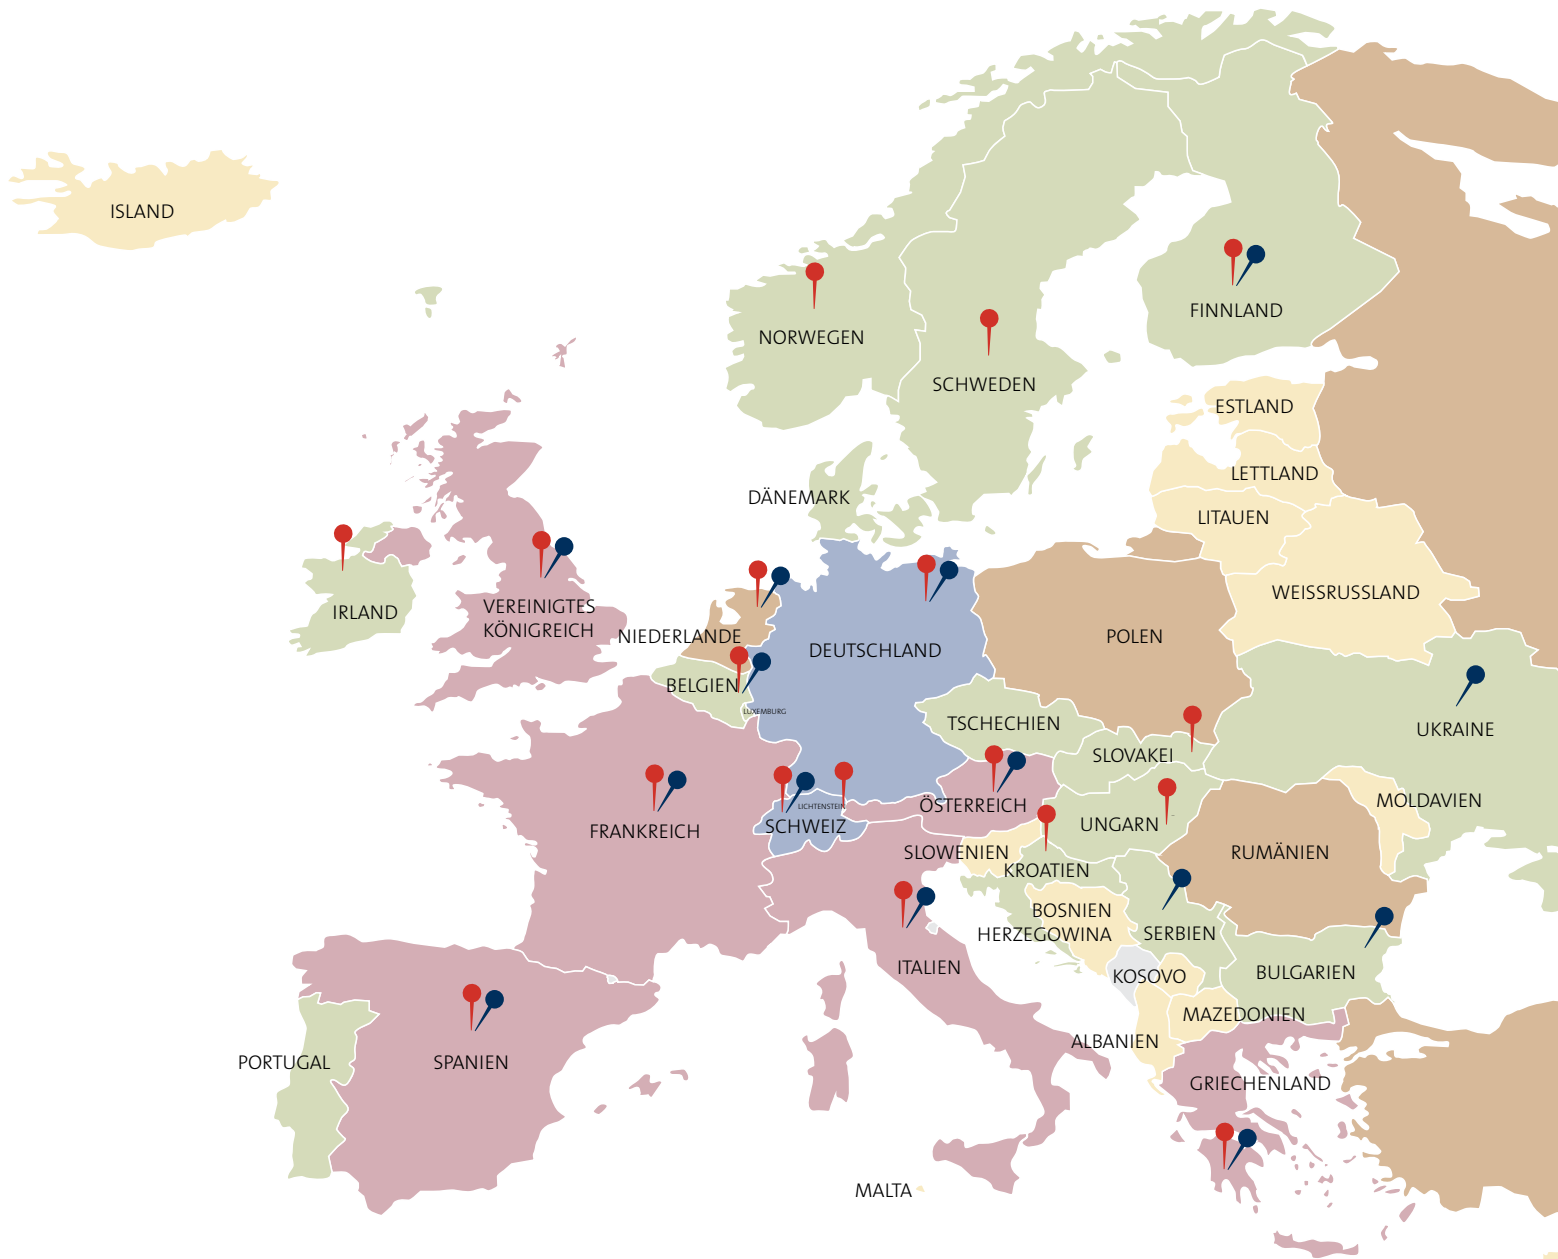 ISLAND
FINNLAND
NORWEGEN
SCHWEDEN
ESTLAND
LETTLAND
DÄNEMARK
LITAUEN
WEISSRUSSLAND
IRLAND
VEREINIGTES
KÖNIGREICH
NIEDERLANDE
DEUTSCHLAND
POLEN
BELGIEN
LUXEMBURG
TSCHECHIEN
UKRAINE
SLOVAKEI
MOLDAVIEN
LICHTENSTEIN
ÖSTERREICH
FRANKREICH
SCHWEIZ
UNGARN
SLOWENIEN
RUMÄNIEN
KROATIEN
BOSNIEN
HERZEGOWINA
SERBIEN
ITALIEN
KOSOVO
BULGARIEN
MAZEDONIEN
ALBANIEN
PORTUGAL
SPANIEN
GRIECHENLAND
MALTA